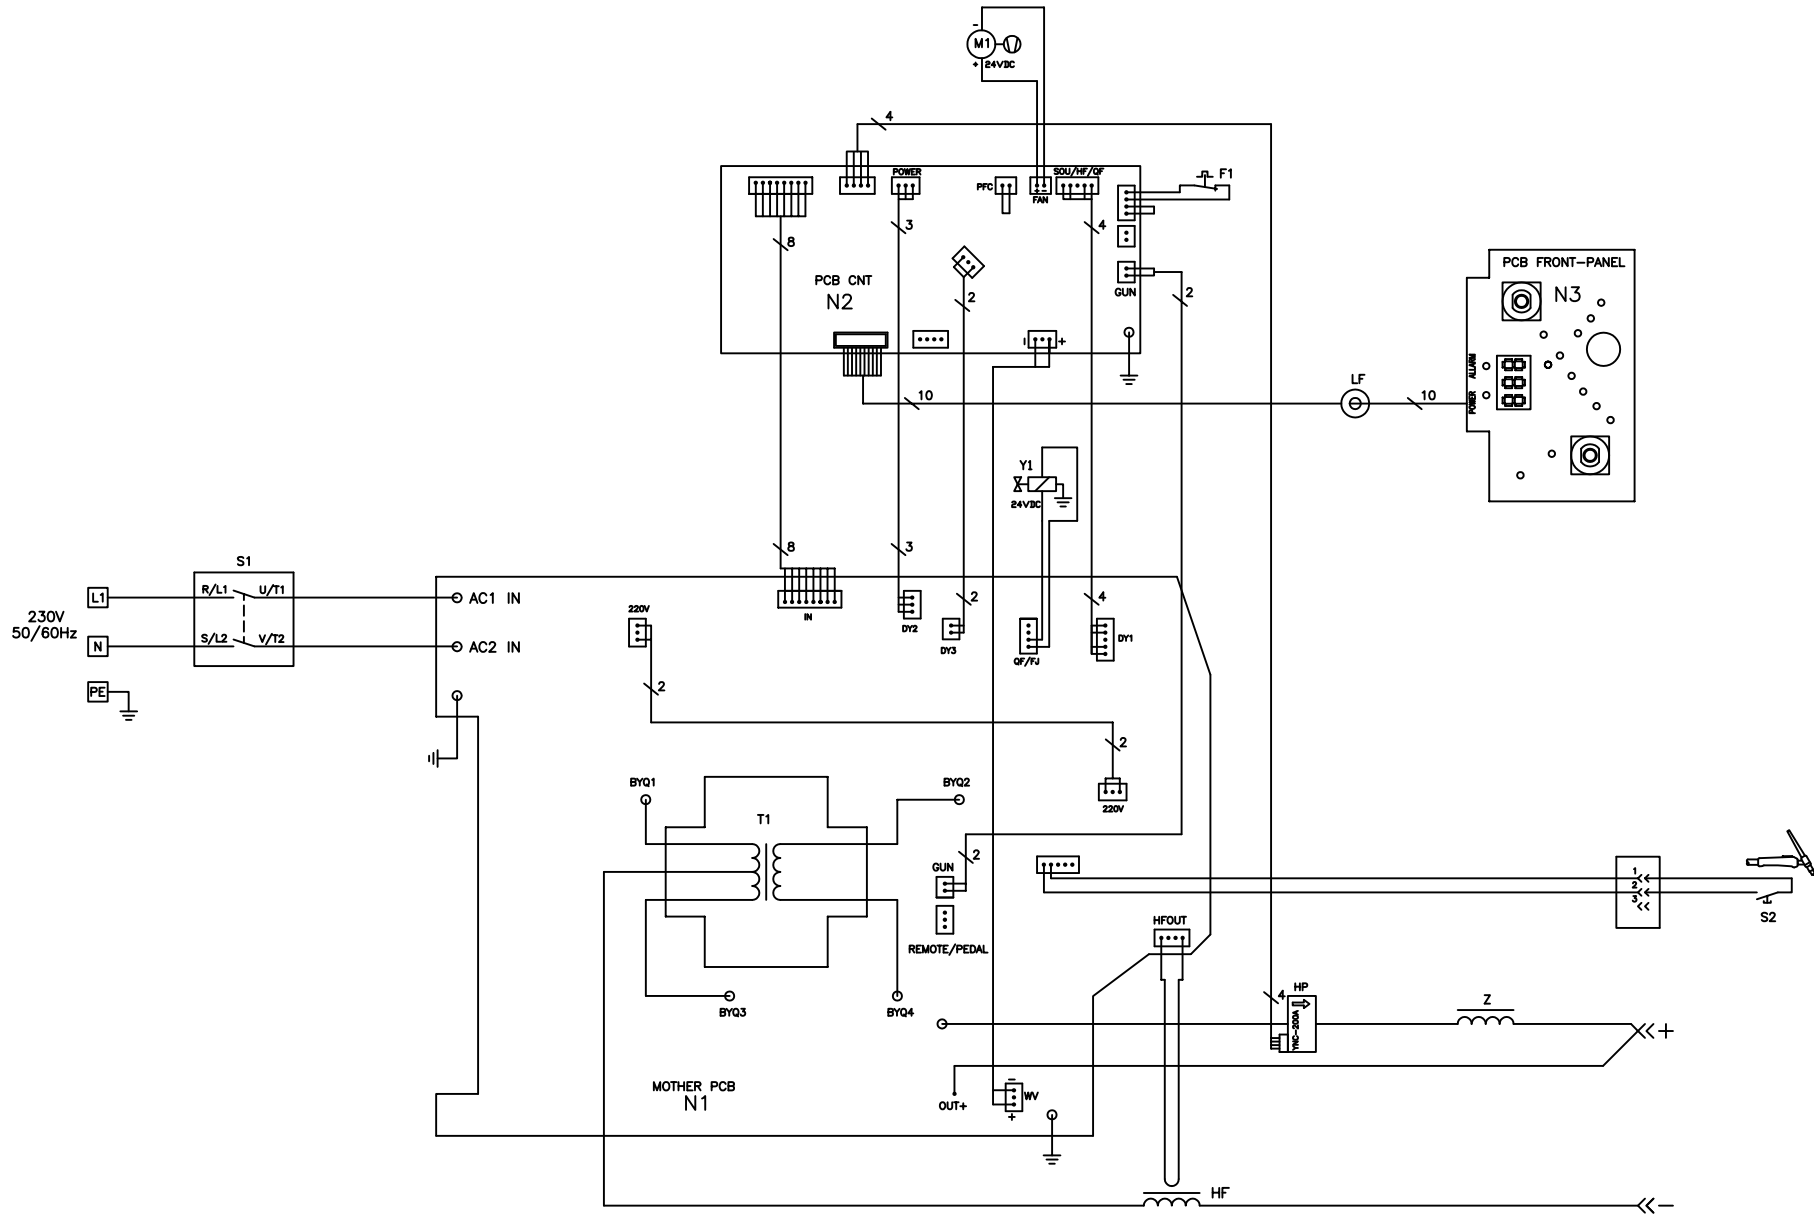 -
M1
+ 24VDC
4
POWER
PFC
+ -
FAN
SOU/HF/QF
F1
8
3
4
PCB CNT
N2
2
GUN
2
- +
10
LF
10
PCB FRONT-PANEL
N3
ALLARM
POWER
Y1
24VDC
S1
8
3
L1
R/L1 U/T1
AC1 IN
230V
50/60Hz
N
S/L2 V/T2
AC2 IN
PE
220V
IN
DY2
2
DY3
QF/FJ
4
DY1
2
2
220V
BYQ1
BYQ2
T1
GUN
2
REMOTE/PEDAL
BYQ3
BYQ4
HFOUT
1
2
3
S2
4
HP
YNC-200A
Z
+
MOTHER PCB
N1
OUT+
-
WV
+
HF
-